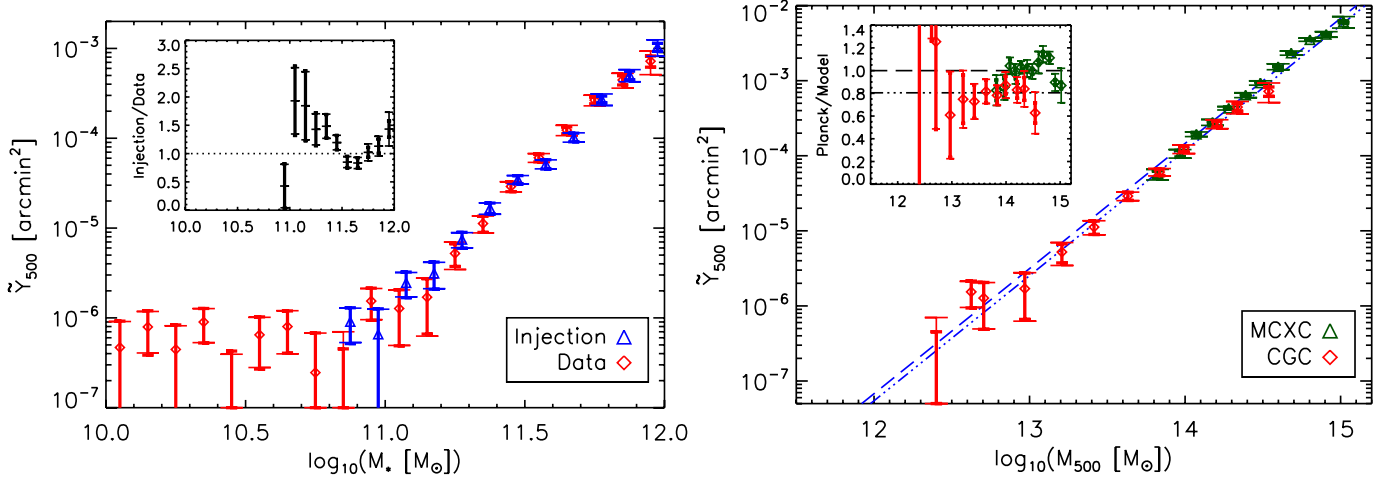 10⁻³
10⁻⁴
10⁻⁵
10⁻⁶
10⁻⁷
Ỹ₅₀₀ [arcmin²]
10.0 10.5 11.0 11.5 12.0
log₁₀(M⋆ [M⊙])
3.0
2.5
2.0
1.5
1.0
0.5
0.0
Injection/Data
10.0 10.5 11.0 11.5 12.0
Injection
Data
10⁻²
10⁻³
10⁻⁴
10⁻⁵
10⁻⁶
10⁻⁷
Ỹ₅₀₀ [arcmin²]
12 13 14 15
log₁₀(M₅₀₀ [M⊙])
1.4
1.2
1.0
0.8
0.6
0.4
0.2
0.0
Planck/Model
12 13 14 15
MCXC
CGC